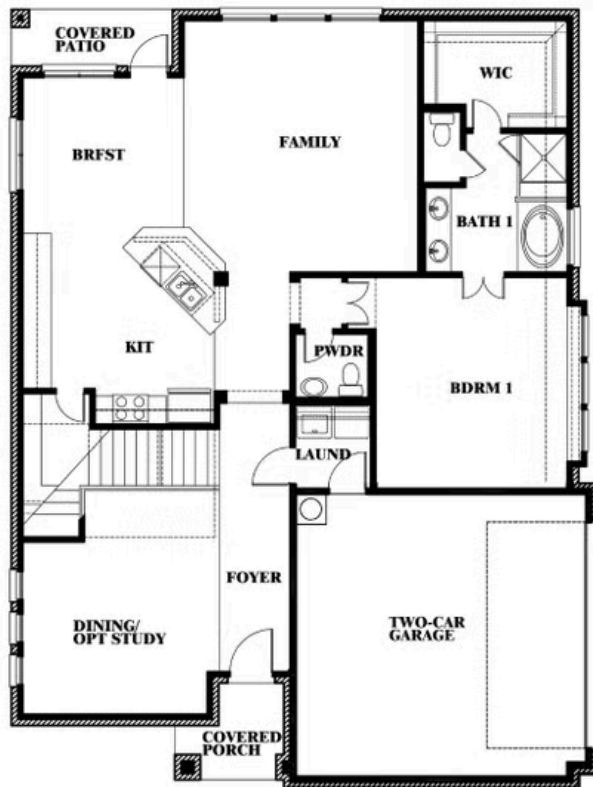 COVERED
PATIO
WIC
BRFST
FAMILY
BATH 1
KIT
PWDR
BDRM 1
LAUND
FOYER
DINING/
OPT STUDY
TWO-CAR
GARAGE
COVERED
PORCH